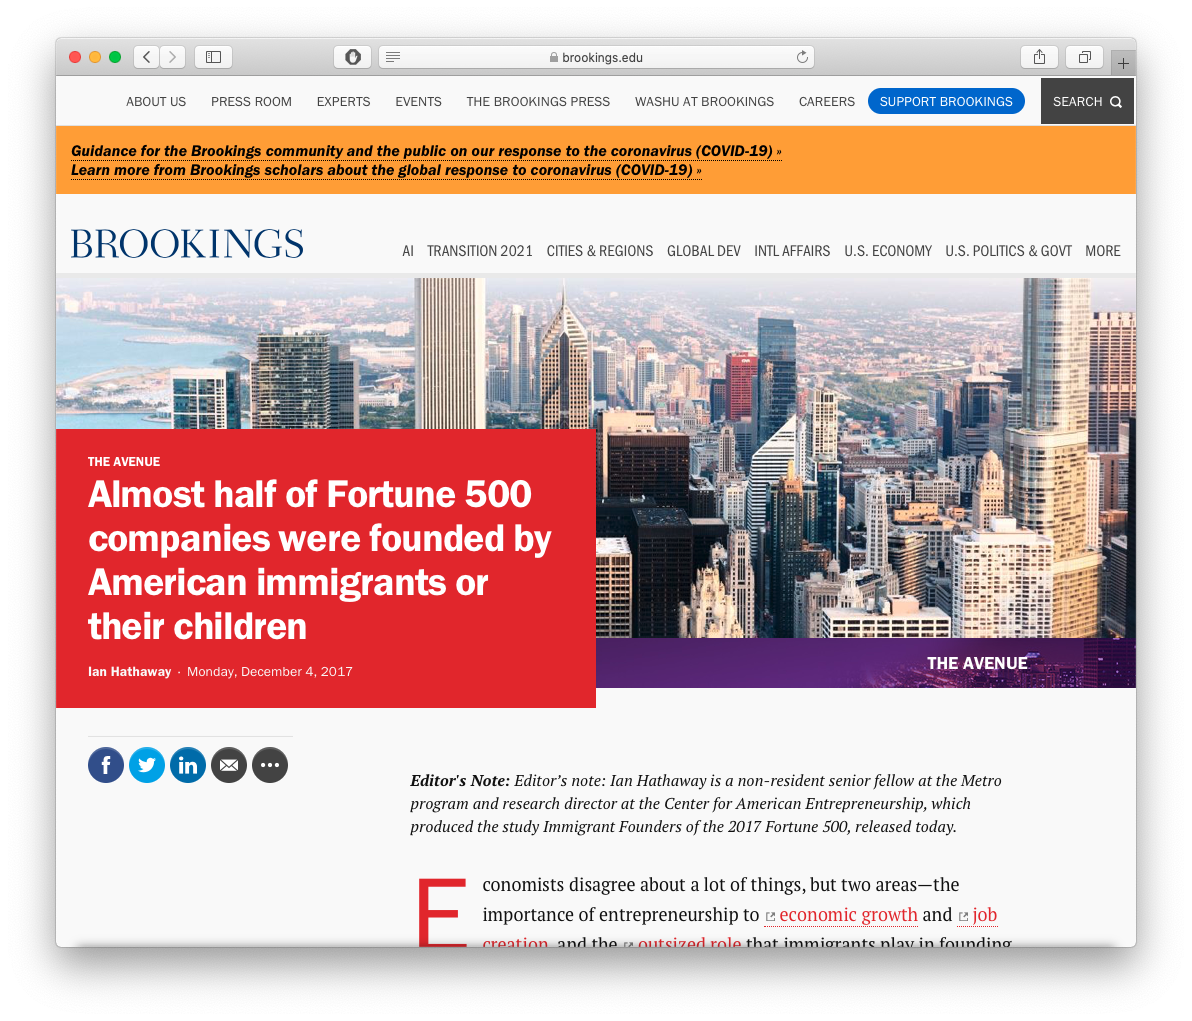 brookings.edu
ABOUT US PRESS ROOM EXPERTS EVENTS THE BROOKINGS PRESS WASHU AT BROOKINGS CAREERS SUPPORT BROOKINGS SEARCH
Guidance for the Brookings community and the public on our response to the coronavirus (COVID-19) »
Learn more from Brookings scholars about the global response to coronavirus (COVID-19) »
BROOKINGS
AI TRANSITION 2021 CITIES & REGIONS GLOBAL DEV INTL AFFAIRS U.S. ECONOMY U.S. POLITICS & GOVT MORE
THE AVENUE
Almost half of Fortune 500
companies were founded by
American immigrants or
their children
Ian Hathaway · Monday, December 4, 2017
THE AVENUE
Editor's Note: Editor’s note: Ian Hathaway is a non-resident senior fellow at the Metro
program and research director at the Center for American Entrepreneurship, which
produced the study Immigrant Founders of the 2017 Fortune 500, released today.
Economists disagree about a lot of things, but two areas—the
importance of entrepreneurship to economic growth and job
creation, and the outsized role that immigrants play in founding